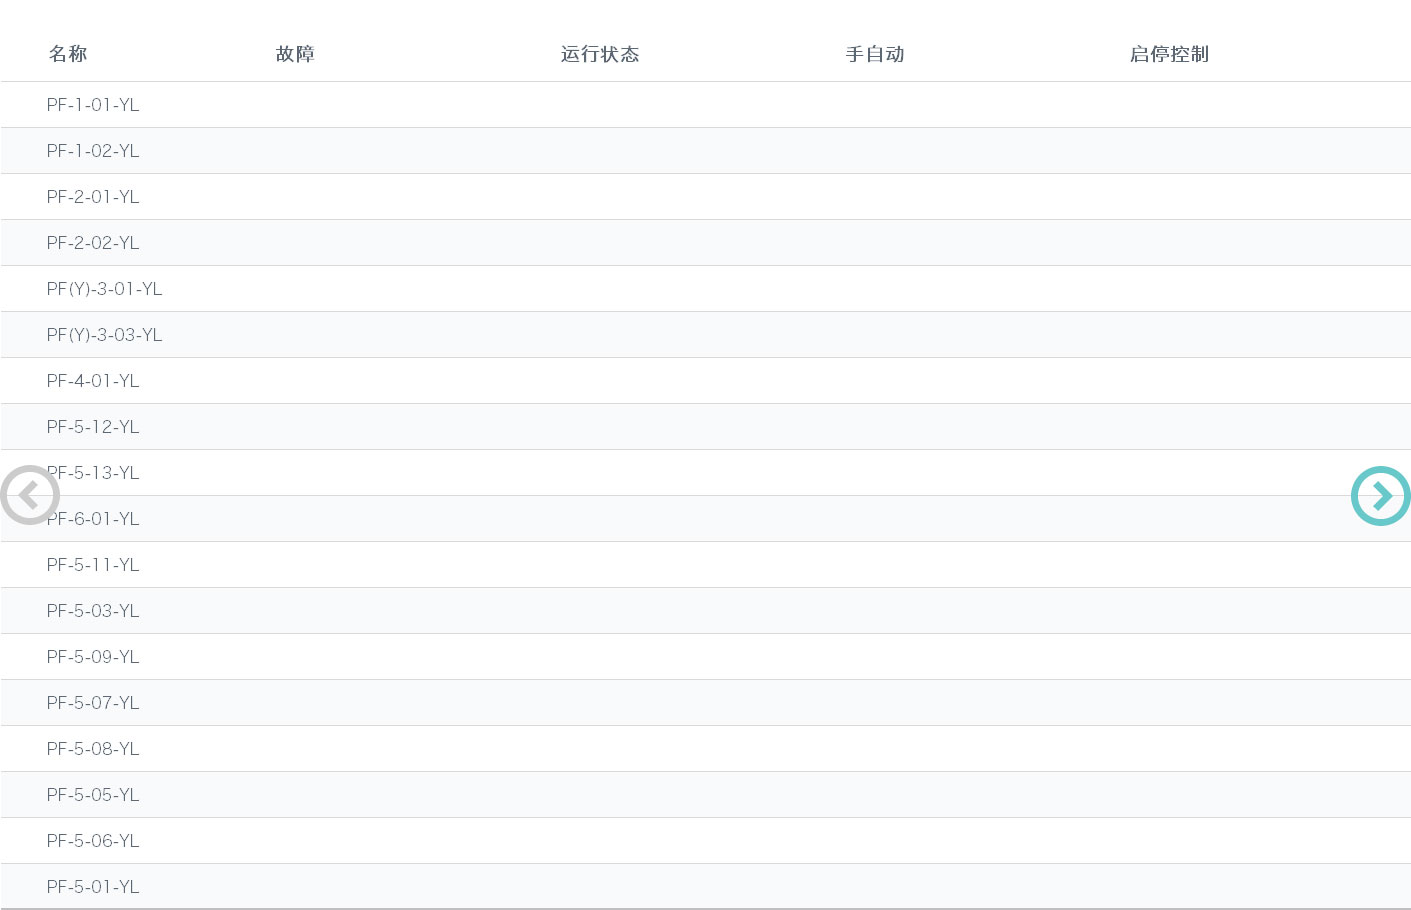 名称 故障 运行状态 手自动 启停控制
PF-1-01-YL
PF-1-02-YL
PF-2-01-YL
PF-2-02-YL
PF(Y)-3-01-YL
PF(Y)-3-03-YL
PF-4-01-YL
PF-5-12-YL
PF-5-13-YL
PF-6-01-YL
PF-5-11-YL
PF-5-03-YL
PF-5-09-YL
PF-5-07-YL
PF-5-08-YL
PF-5-05-YL
PF-5-06-YL
PF-5-01-YL